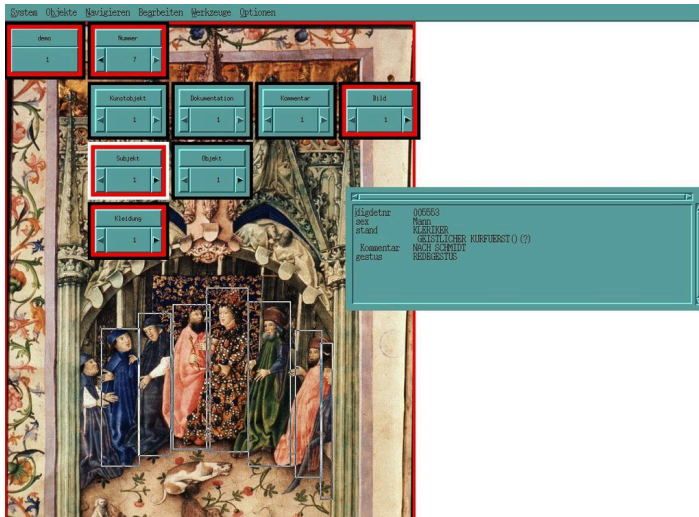 System Objekte Navigieren Bearbeiten Werkzeuge Optionen
demo
1
Nummer
7
Kunstobjekt
1
Dokumentation
1
Kommentar
1
Bild
1
Subjekt
1
Objekt
1
Kleidung
1
digdetnr 005553
sex Mann
stand KLERIKER
GEISTLICHER KURFUERST()(?)
Kommentar NACH SCHMIDT
gestus REDEGESTUS